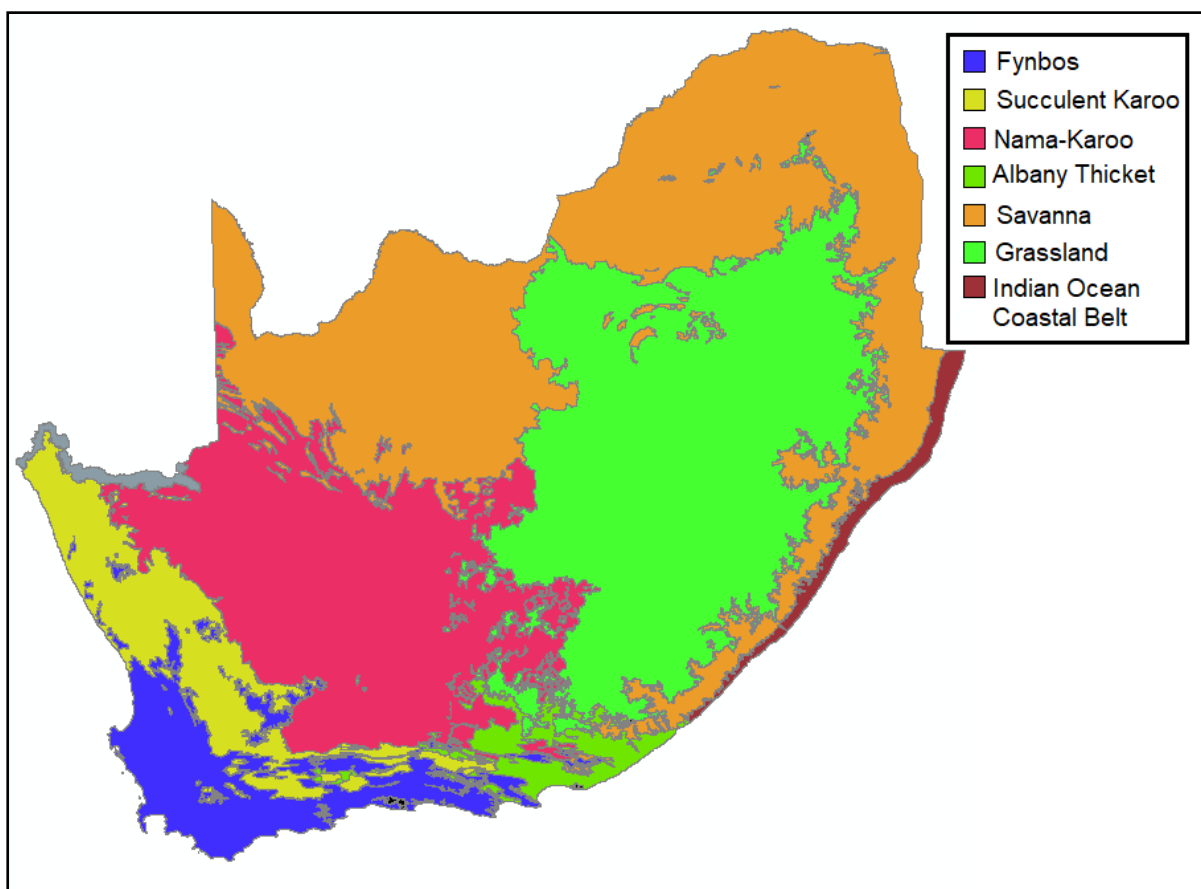 Fynbos
Succulent Karoo
Nama-Karoo
Albany Thicket
Savanna
Grassland
Indian Ocean
Coastal Belt